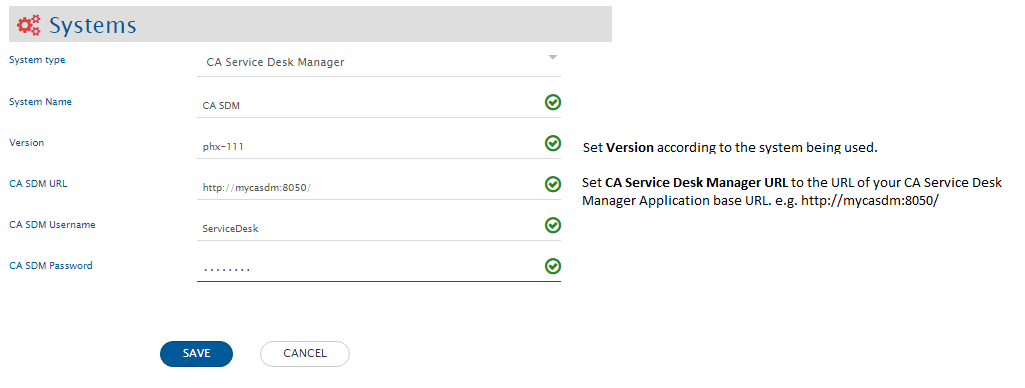 Systems
System type
CA Service Desk Manager
System Name
CA SDM
Version
phx-111
Set Version according to the system being used.
CA SDM URL
http://mycasdm:8050/
Set CA Service Desk Manager URL to the URL of your CA Service Desk
Manager Application base URL. e.g. http://mycasdm:8050/
CA SDM Username
ServiceDesk
CA SDM Password
........
SAVE
CANCEL